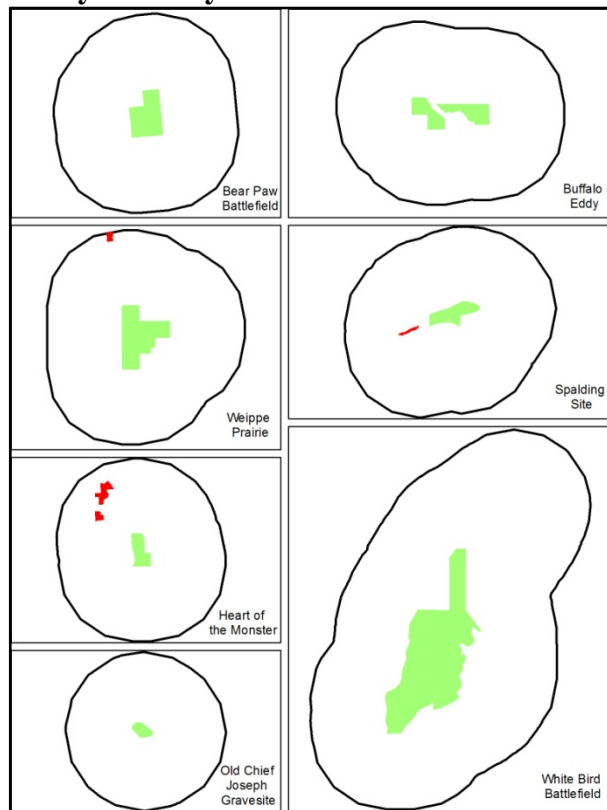 Bear Paw
Battlefield
Buffalo
Eddy
Weippe
Prairie
Spalding
Site
Heart of
the Monster
Old Chief
Joseph
Gravesite
White Bird
Battlefield